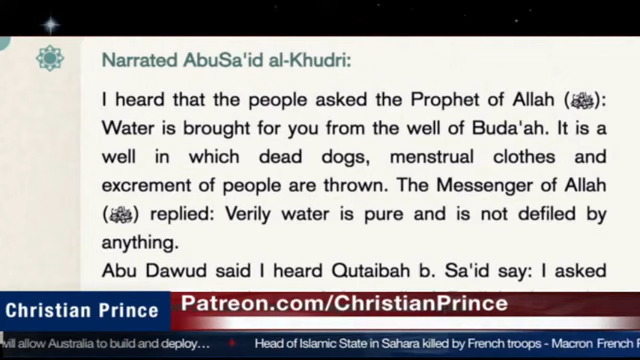 Narrated AbuSa'id al-Khudri:
I heard that the people asked the Prophet of Allah (ﷺ):
Water is brought for you from the well of Buda'ah. It is a
well in which dead dogs, menstrual clothes and
excrement of people are thrown. The Messenger of Allah
(ﷺ) replied: Verily water is pure and is not defiled by
anything.
Abu Dawud said I heard Qutaibah b. Sa'id say: I asked
Christian Prince
Patreon.com/ChristianPrince
will allow Australia to build and deploy... Head of Islamic State in Sahara killed by French troops - Macron French